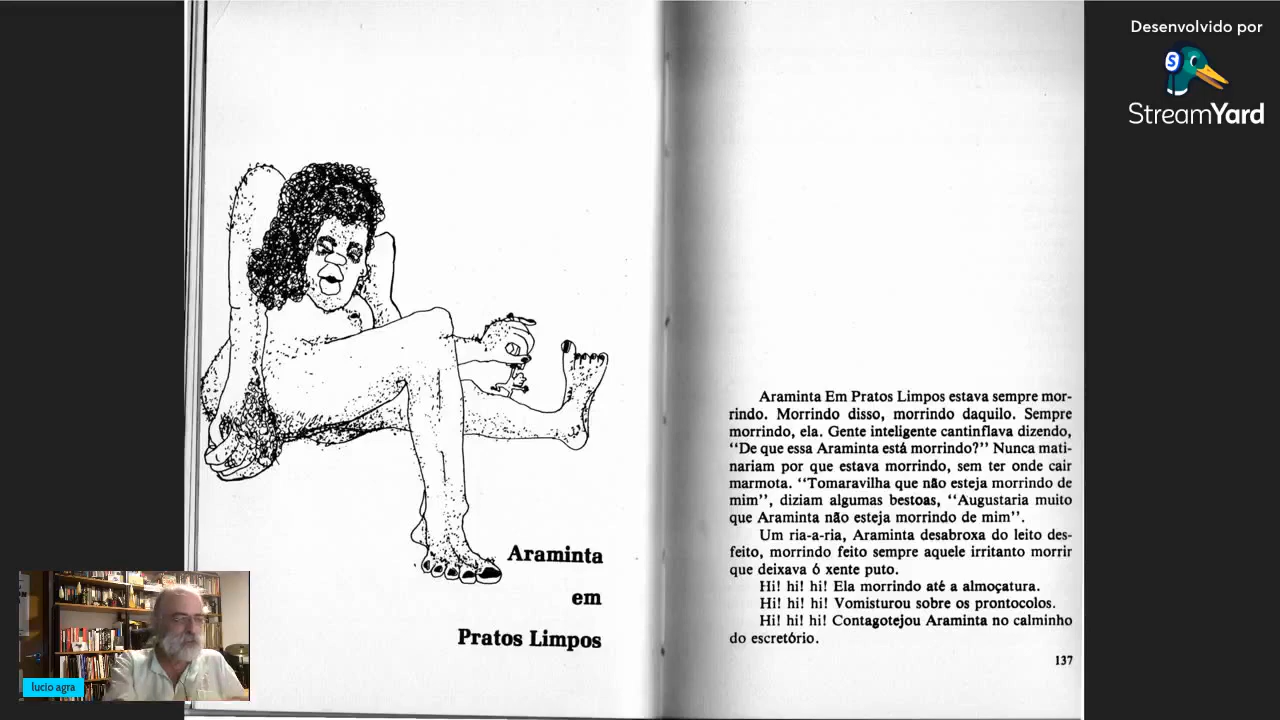 Desenvolvido por
StreamYard
Araminta
em
Pratos Limpos
Araminta Em Pratos Limpos estava sempre mor-
rindo. Morrindo disso, morrindo daquilo. Sempre
morrindo, ela. Gente inteligente cantinflava dizendo,
“De que essa Araminta está morrindo?” Nunca mati-
nariam por que estava morrindo, sem ter onde cair
marmota. “Tomaravilha que não esteja morrindo de
mim”, diziam algumas bestoas, “Augustaria muito
que Araminta não esteja morrindo de mim”.
Um ria-a-ria, Araminta desabroxa do leito des-
feito, morrindo feito sempre aquele irritanto morrir
que deixava ó xente puto.
Hi! hi! hi! Ela morrindo até a almoçatura.
Hi! hi! hi! Vomisturou sobre os prontocolos.
Hi! hi! hi! Contagotejou Araminta no calminho
do escretório.
137
lucio agra